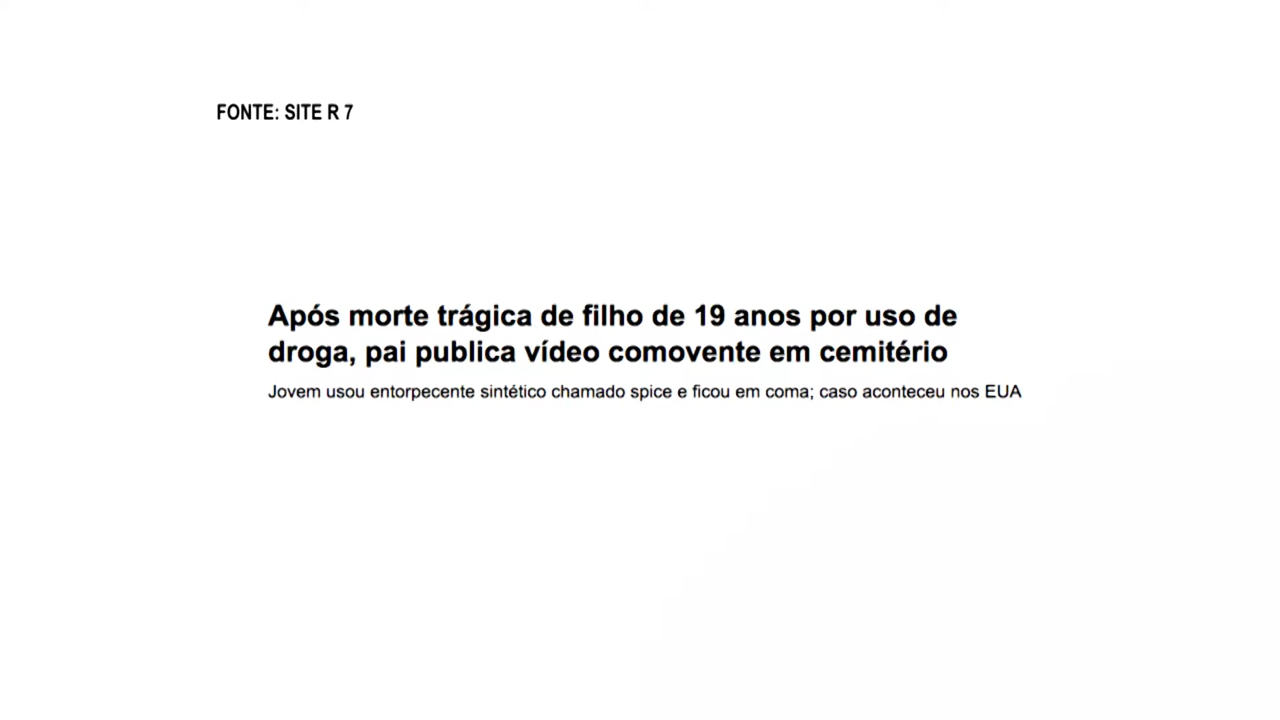 FONTE: SITE R 7
Após morte trágica de filho de 19 anos por uso de
droga, pai publica vídeo comovente em cemitério
Jovem usou entorpecente sintético chamado spice e ficou em coma; caso aconteceu nos EUA